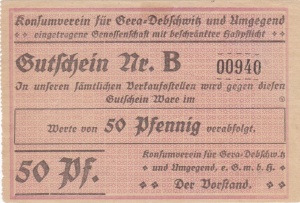 Konsumverein für Gera-Debschwitz und Umgegend
eingetragene Genossenschaft mit beschränkter Haftpflicht
Gutschein Nr. B 00940
In unseren sämtlichen Verkaufsstellen wird gegen diesen
Gutschein Ware im
Werte von 50 Pfennig verabfolgt.
50 Pf.
Konsumverein für Gera-Debschwitz
und Umgegend, e. G. m. b. H.
Der Vorstand.